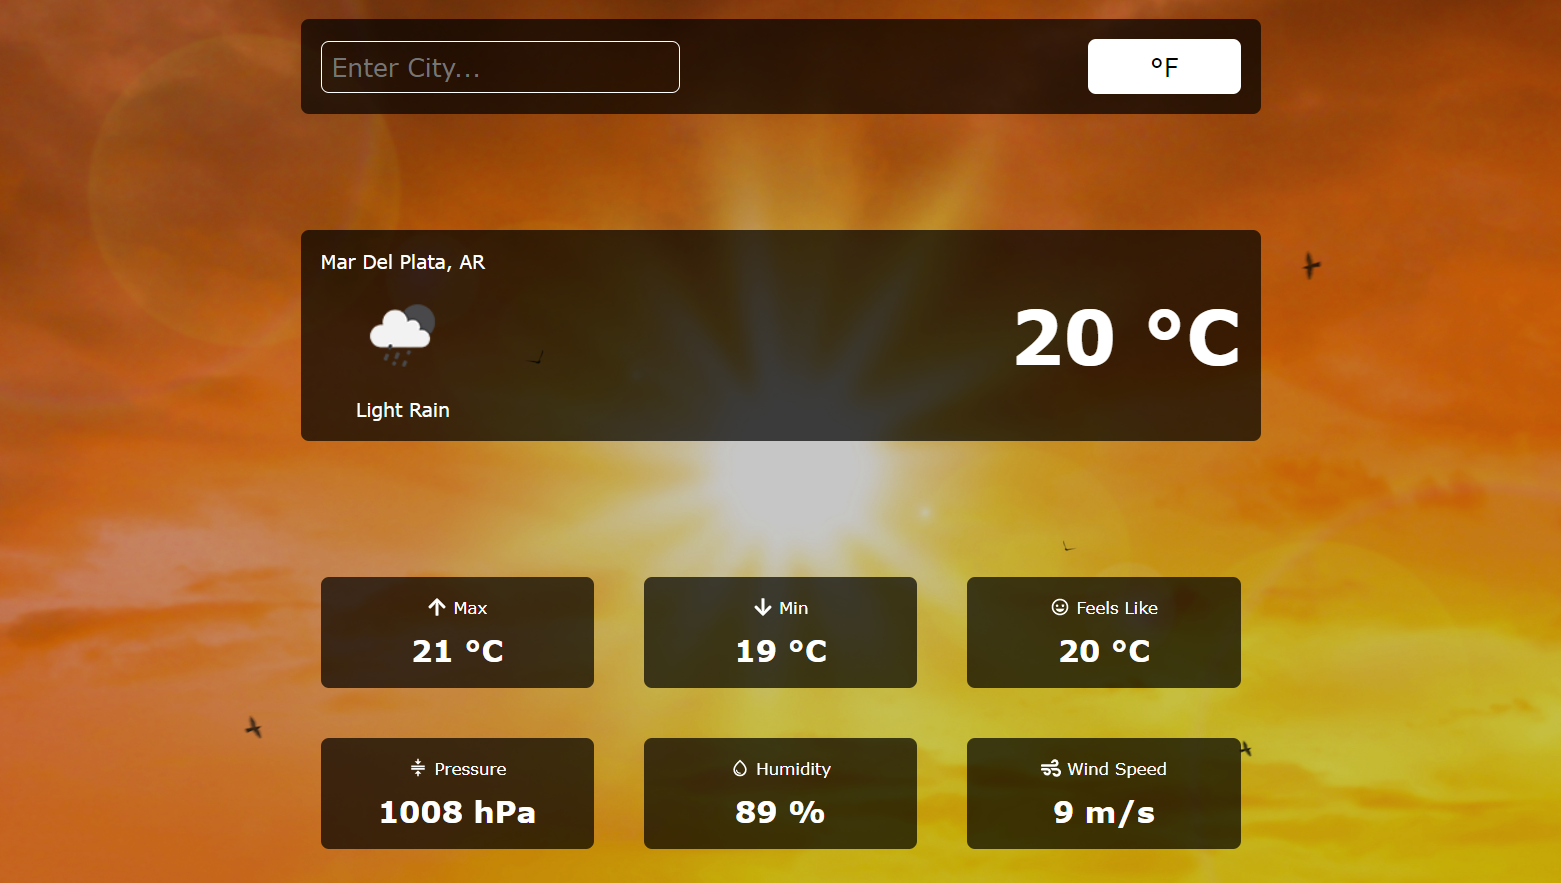 Enter City...
°F
Mar Del Plata, AR
20 °C
Light Rain
Max
21 °C
Min
19 °C
Feels Like
20 °C
Pressure
1008 hPa
Humidity
89 %
Wind Speed
9 m/s